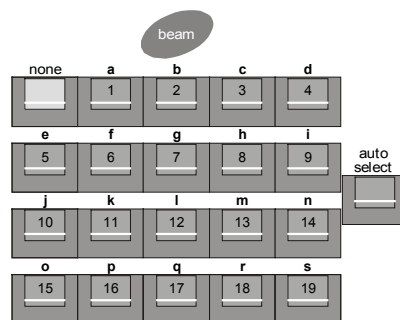 beam
none a b c d
1 2 3 4
e f g h i
5 6 7 8 9
auto
select
j k l m n
10 11 12 13 14
o p q r s
15 16 17 18 19